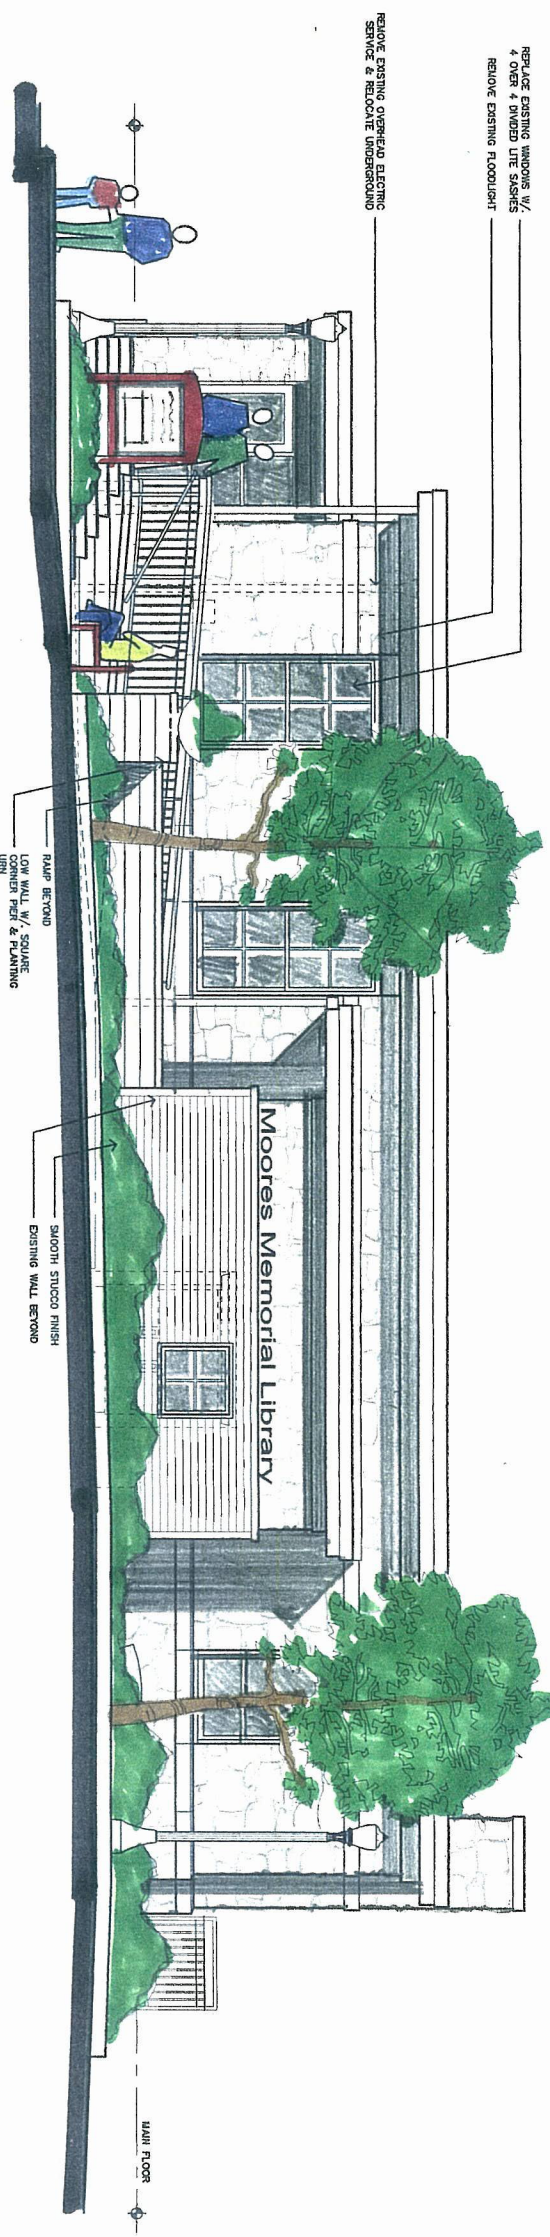 REPLACE EXISTING WINDOWS W/.
4 OVER 4 DIVIDED LITE SASHES
REMOVE EXISTING FLOODLIGHT
REMOVE EXISTING OVERHEAD ELECTRIC
SERVICE & RELOCATE UNDERGROUND
Moores Memorial Library
MAIN FLOOR
RAMP BEYOND
LOW WALL W/. SQUARE
CORNER PIER & PLANTING
URN
SMOOTH STUCCO FINISH
EXISTING WALL BEYOND